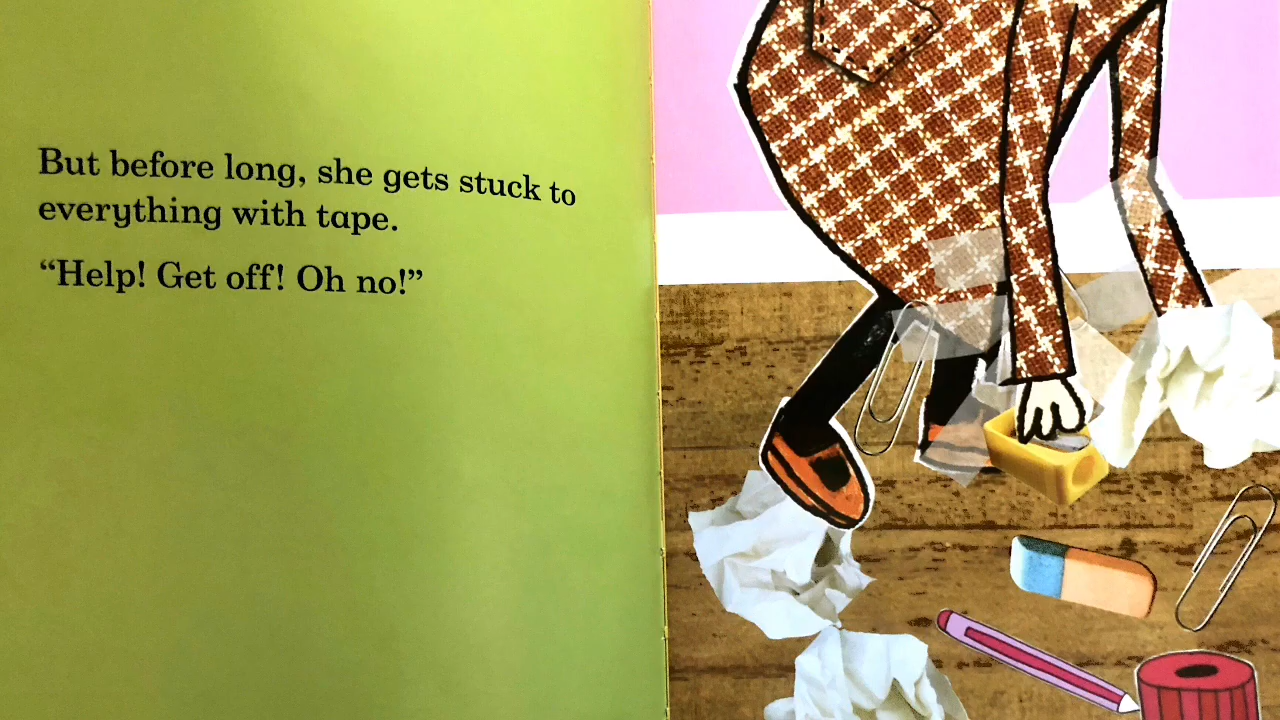 But before long, she gets stuck to
everything with tape.
“Help! Get off! Oh no!”